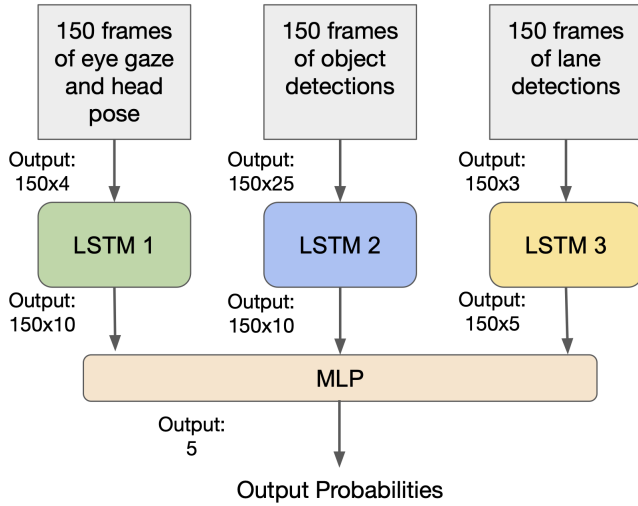 150 frames
of eye gaze
and head
pose
150 frames
of object
detections
150 frames
of lane
detections
Output:
150x4
Output:
150x25
Output:
150x3
LSTM 1
LSTM 2
LSTM 3
Output:
150x10
Output:
150x10
Output:
150x5
MLP
Output:
5
Output Probabilities